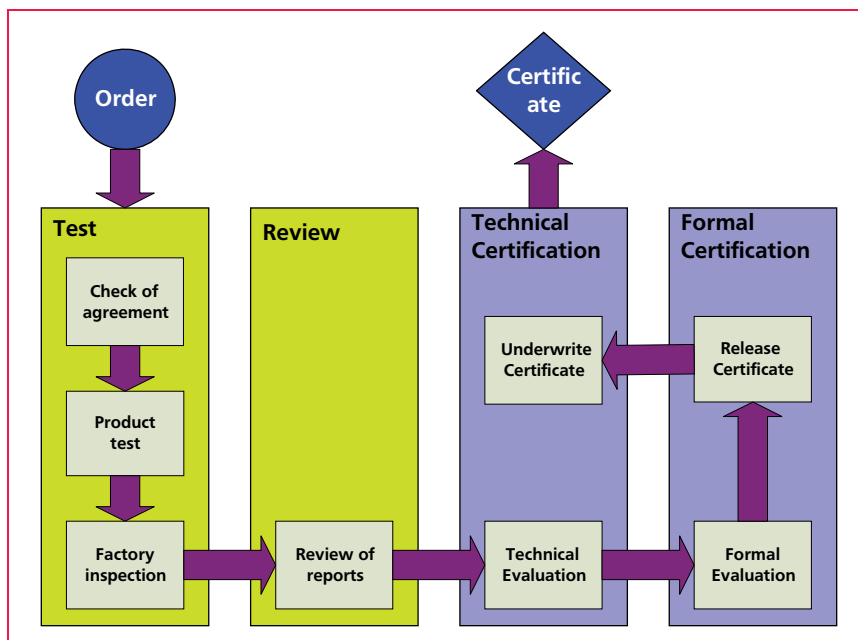 Order
Certific
ate
Test
Check of
agreement
Product
test
Factory
inspection
Review
Review of
reports
Technical
Certification
Underwrite
Certificate
Technical
Evaluation
Formal
Certification
Release
Certificate
Formal
Evaluation